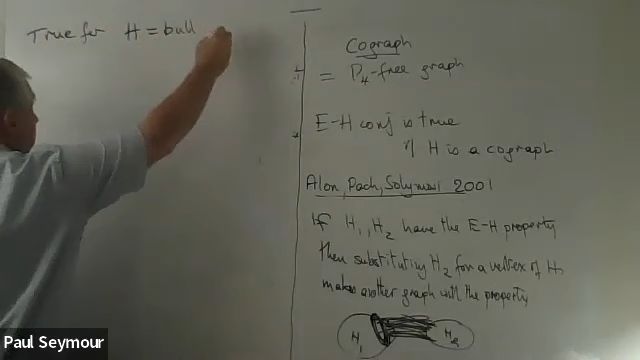 True for H = bull
Cograph
= P₄-free graph
E-H conj is true
if H is a cograph
Alon, Pach, Solymosi 2001
If H₁, H₂ have the E-H property
then substituting H₂ for a vertex of H₁
makes another graph with the property
H₁ H₂
Paul Seymour